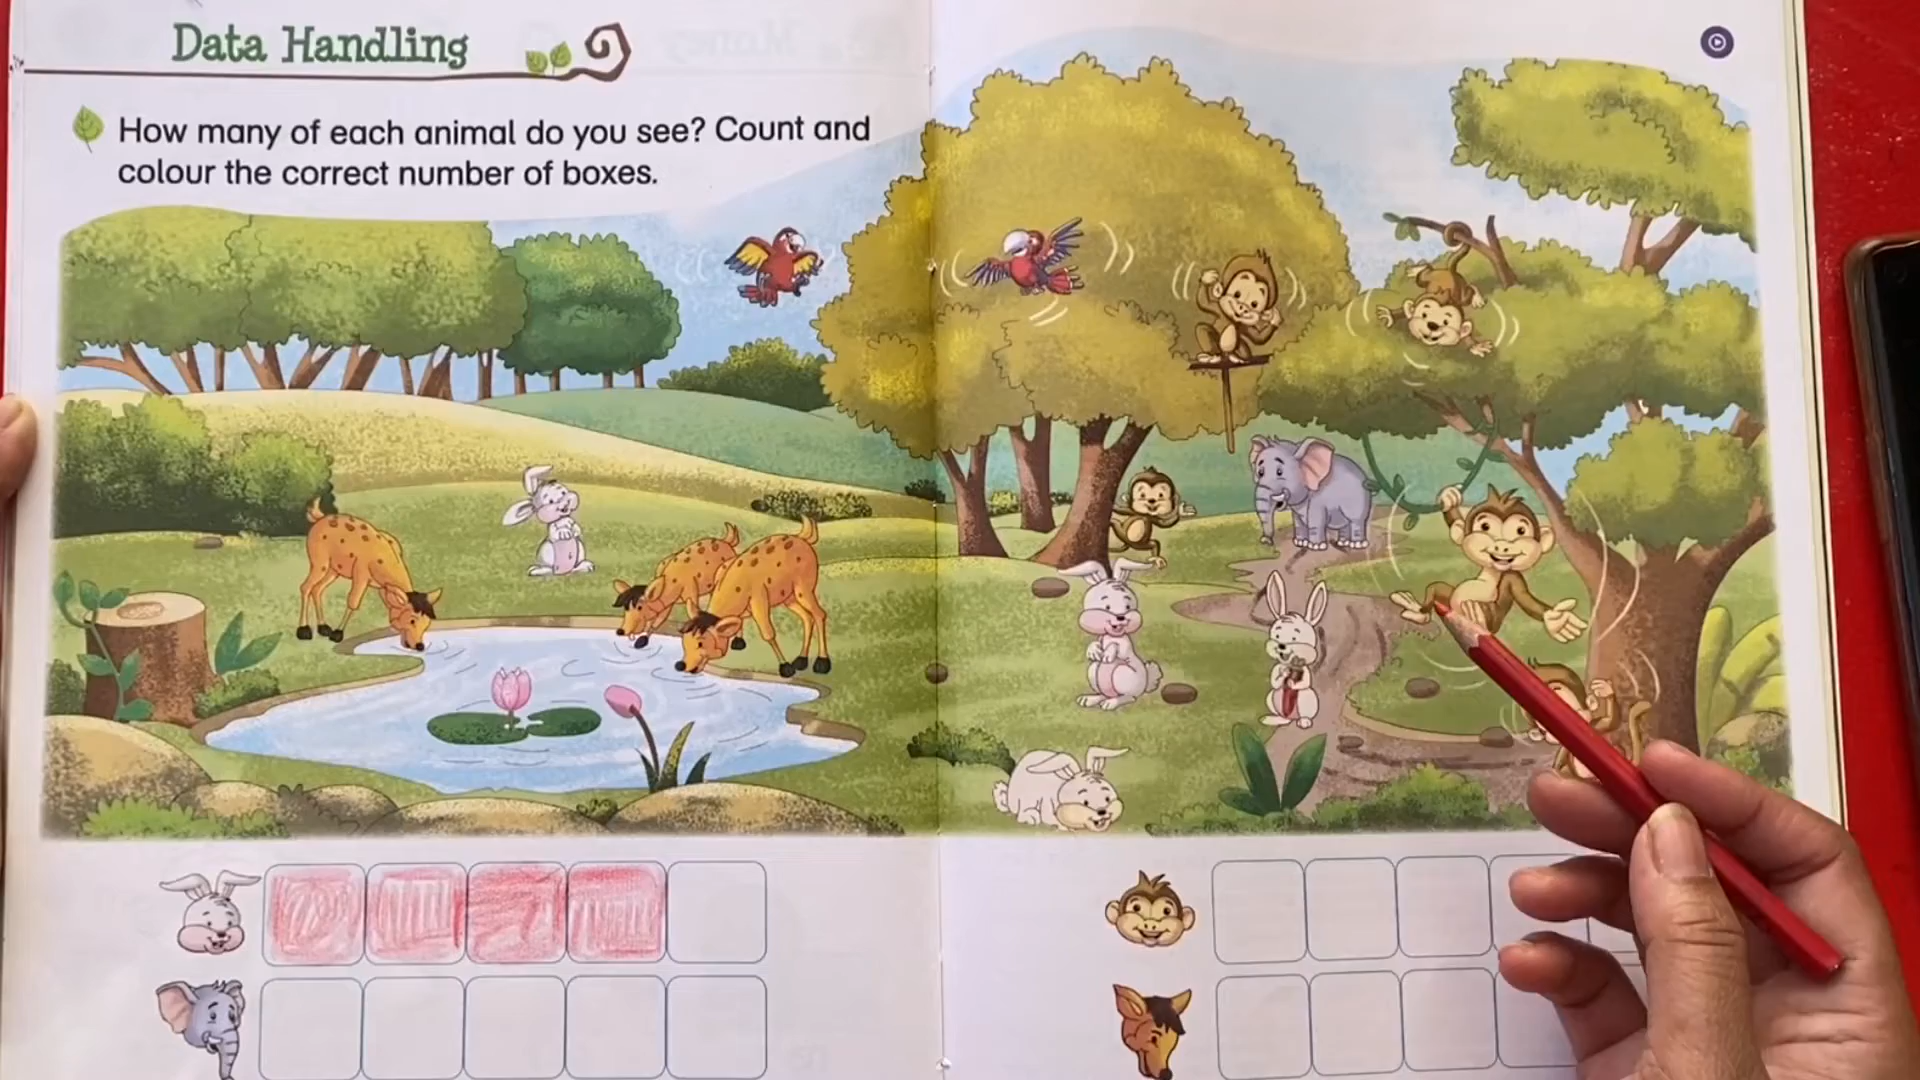 Data Handling
How many of each animal do you see? Count and
colour the correct number of boxes.